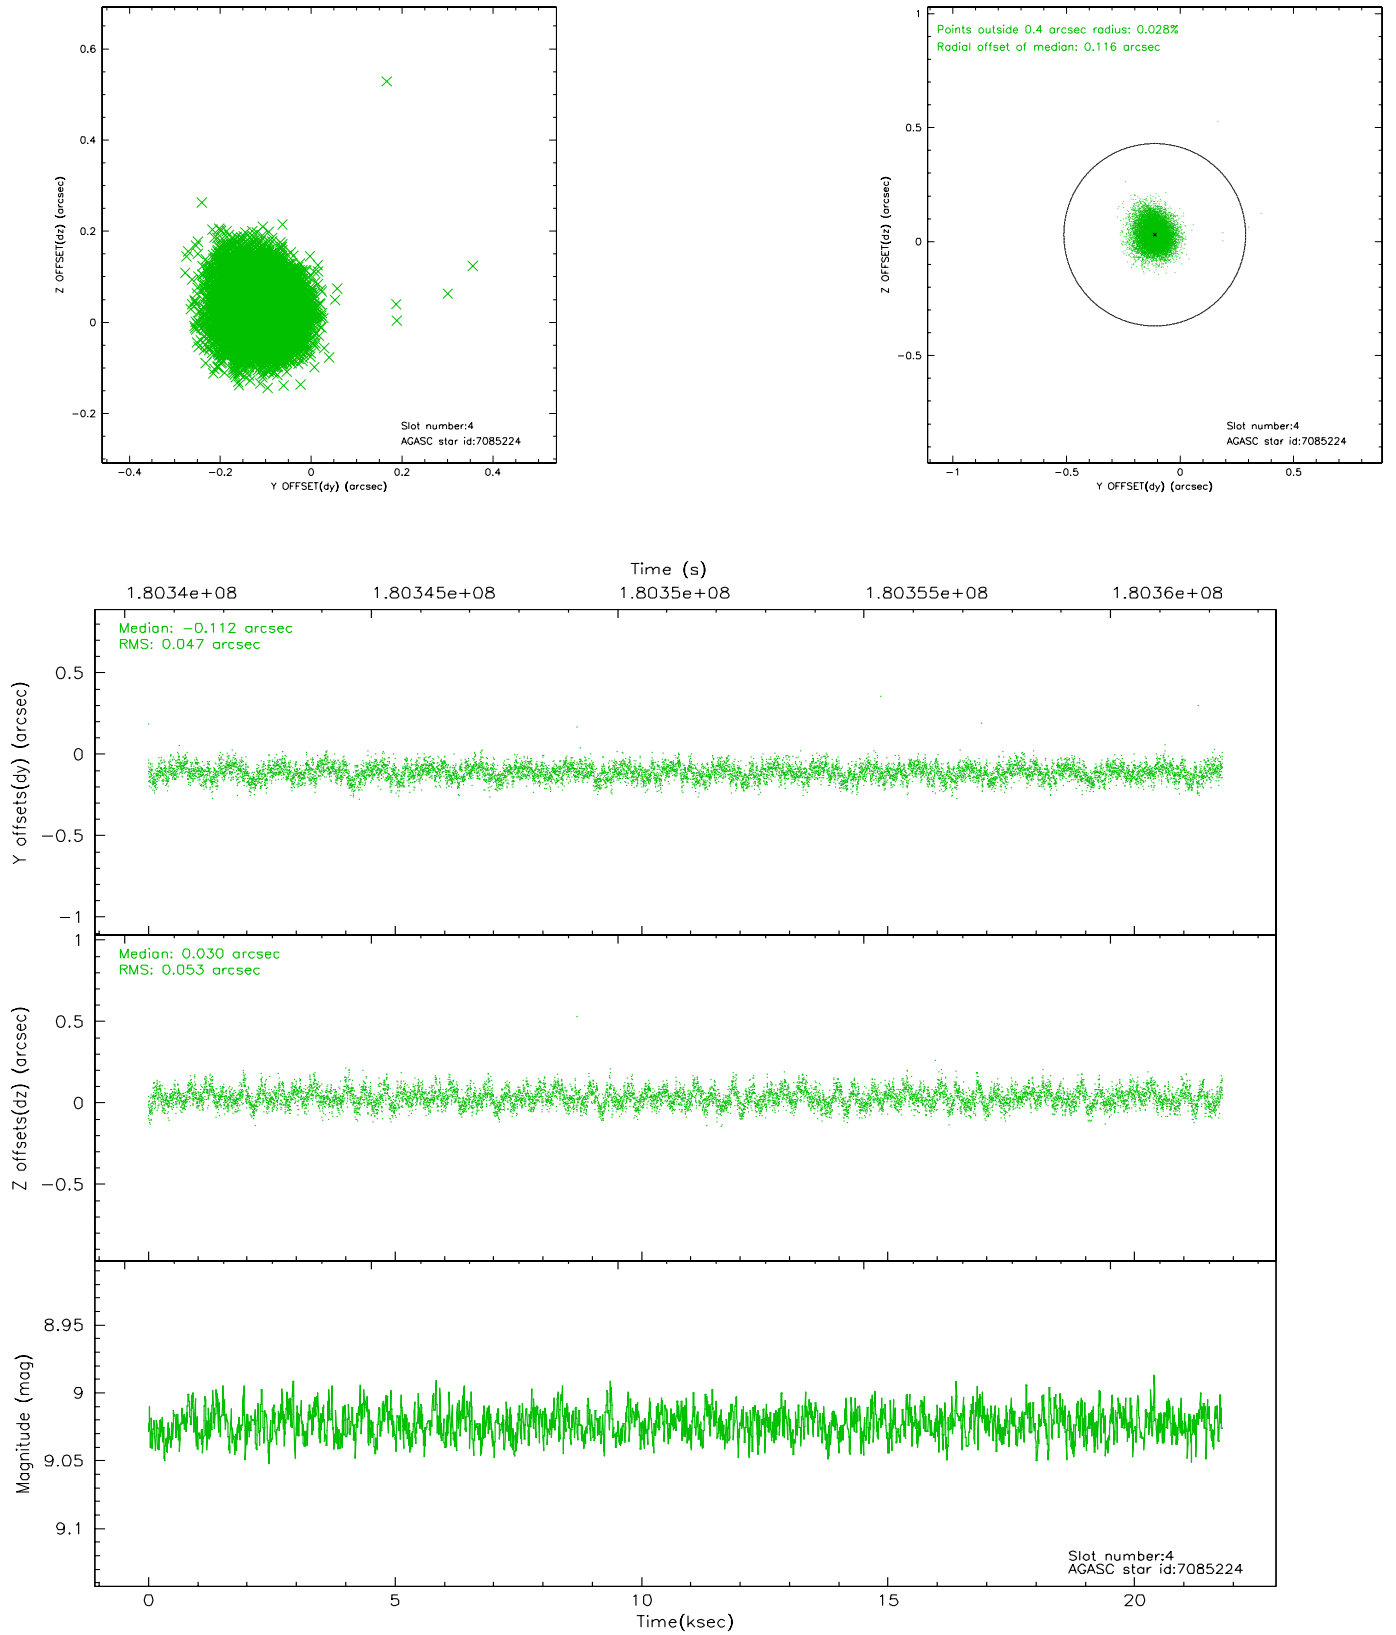 0.6
0.4
0.2
0
−0.2
Z OFFSET(dz) (arcsec)
Slot number:4
AGASC star id:7085224
−0.4 −0.2 0 0.2 0.4
Y OFFSET(dy) (arcsec)
Points outside 0.4 arcsec radius: 0.028%
Radial offset of median: 0.116 arcsec
1
0.5
0
−0.5
Z OFFSET(dz) (arcsec)
Slot number:4
AGASC star id:7085224
−1 −0.5 0 0.5
Y OFFSET(dy) (arcsec)
Time (s)
1.8034e+08 1.80345e+08 1.8035e+08 1.80355e+08 1.8036e+08
Median: −0.112 arcsec
RMS: 0.047 arcsec
0.5
0
−0.5
−1
Y offsets(dy) (arcsec)
Median: 0.030 arcsec
RMS: 0.053 arcsec
1
0.5
0
−0.5
Z offsets(dz) (arcsec)
8.95
9
9.05
9.1
Magnitude (mag)
Slot number:4
AGASC star id:7085224
0 5 10 15 20
Time(ksec)